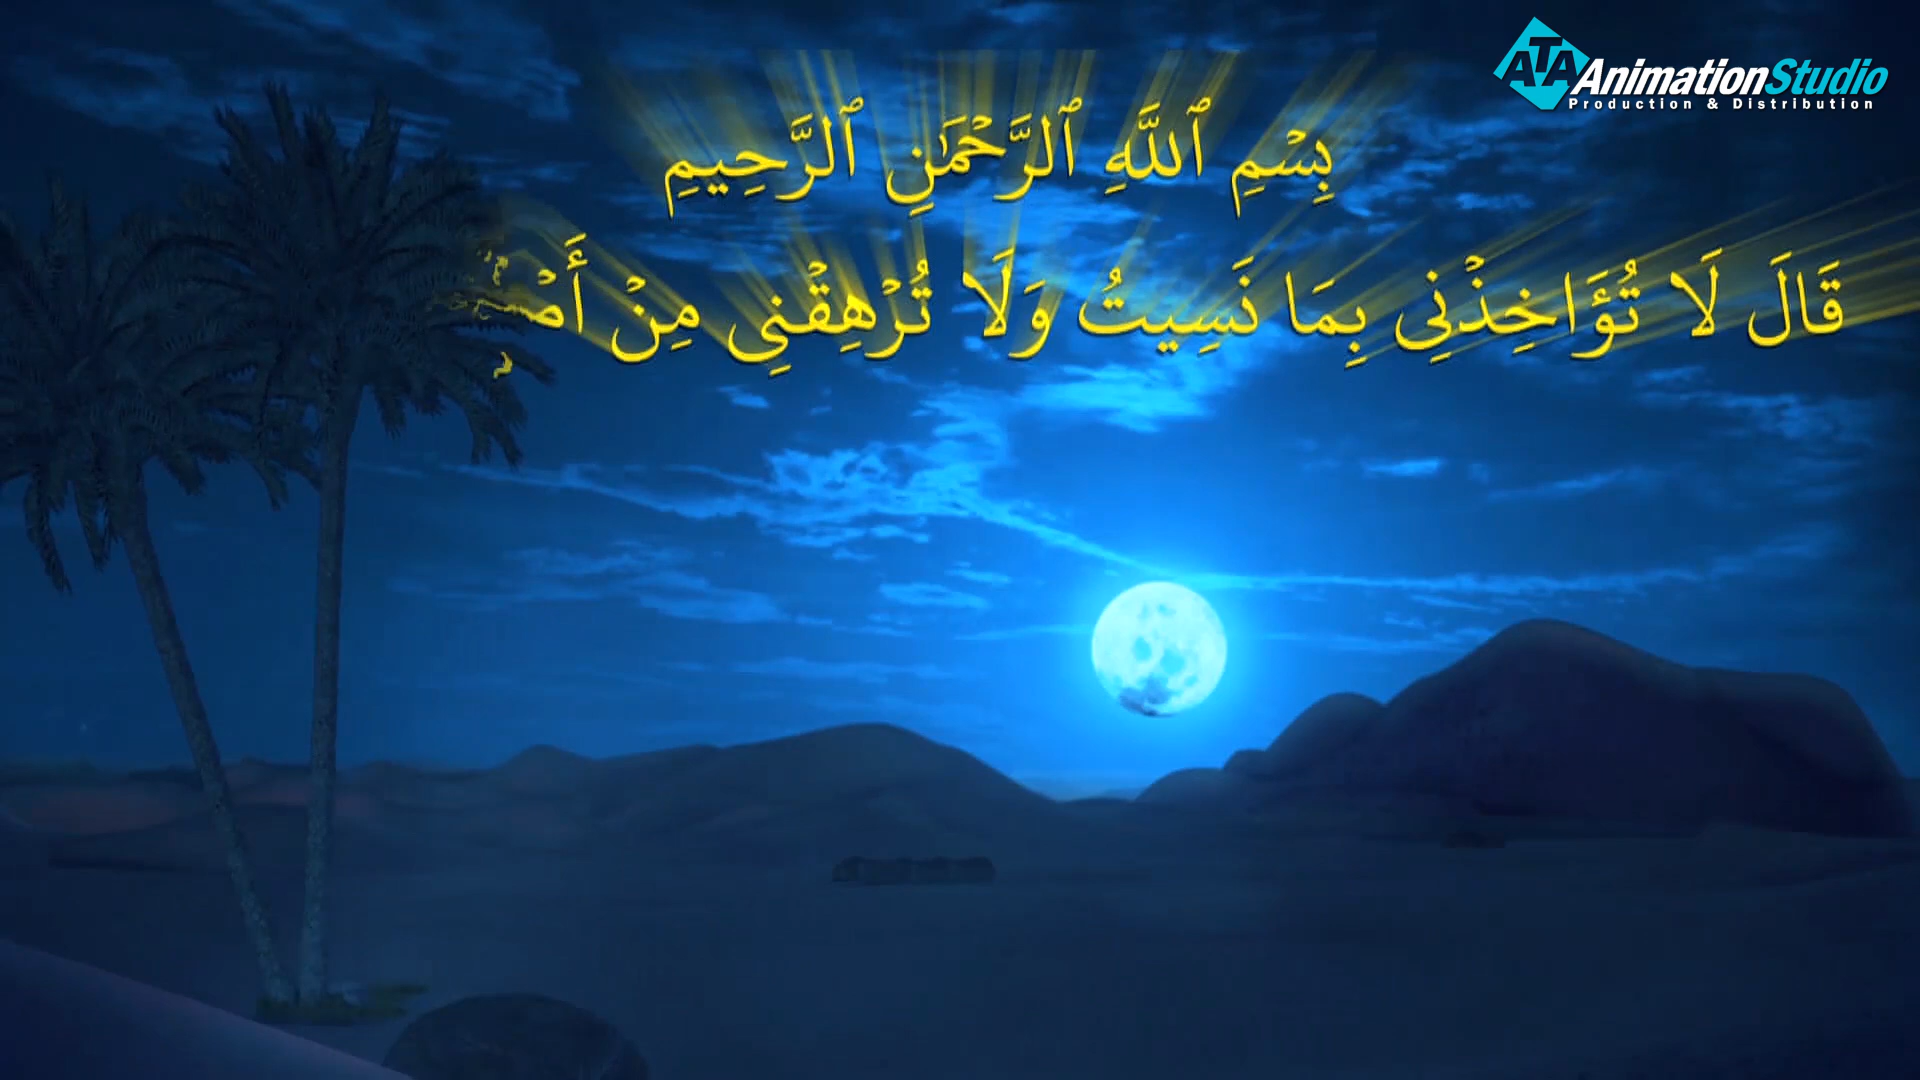 ATA AnimationStudio
Production & Distribution
بِسْمِ ٱللَّهِ ٱلرَّحْمَٰنِ ٱلرَّحِيمِ
قَالَ لَا تُؤَاخِذْنِى بِمَا نَسِيتُ وَلَا تُرْهِقْنِى مِنْ